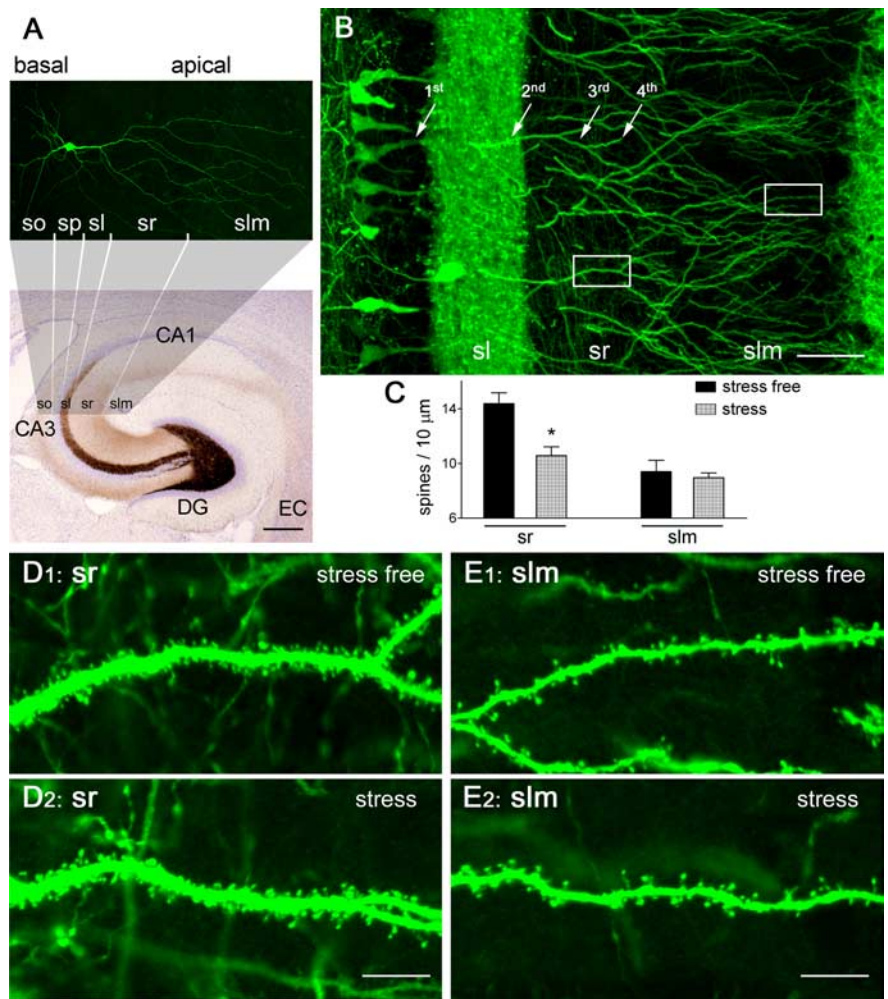 A
basal apical
so sp sl sr slm
CA1
so sl sr slm
CA3
DG
EC
B
1st 2nd 3rd 4th
sl sr slm
C
stress free
stress
spines / 10 μm
14
10
6
*
sr slm
D1: sr stress free
E1: slm stress free
D2: sr stress
E2: slm stress